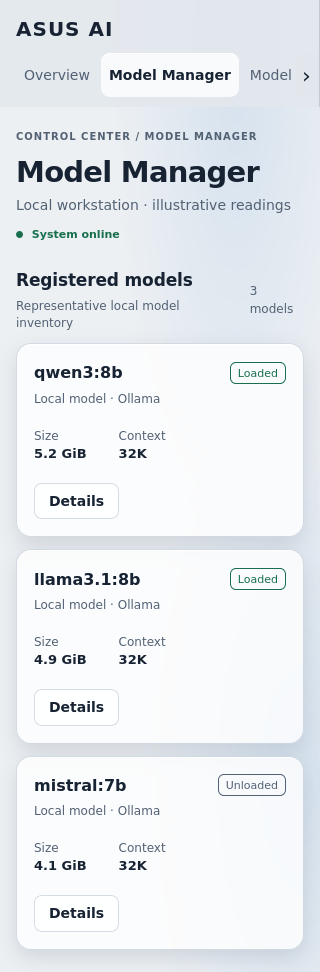 ASUS AI
Overview Model Manager Model ›
CONTROL CENTER / MODEL MANAGER
Model Manager
Local workstation · illustrative readings
System online
Registered models
Representative local model
inventory
3
models
qwen3:8b Loaded
Local model · Ollama
Size Context
5.2 GiB 32K
Details
llama3.1:8b Loaded
Local model · Ollama
Size Context
4.9 GiB 32K
Details
mistral:7b Unloaded
Local model · Ollama
Size Context
4.1 GiB 32K
Details